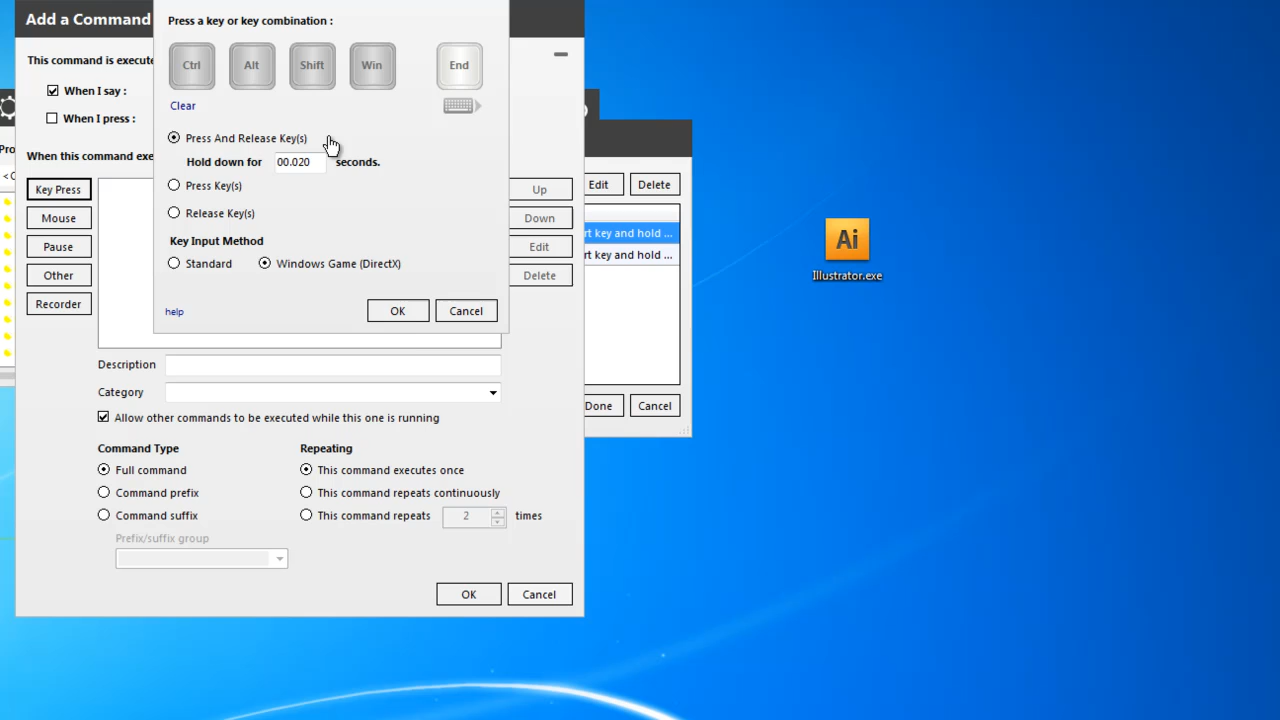 Add a Command
Press a key or key combination :
This command is execute
Ctrl Alt Shift Win End
When I say :
Clear
When I press :
Press And Release Key(s)
Hold down for 00.020 seconds.
When this command exe
Press Key(s)
Release Key(s)
Key Input Method
Standard Windows Game (DirectX)
help OK Cancel
Key Press
Mouse
Pause
Other
Recorder
Up
Down
Edit
Delete
Edit Delete
rt key and hold ...
rt key and hold ...
Done Cancel
Pro
<C
Description
Category
Allow other commands to be executed while this one is running
Command Type
Full command
Command prefix
Command suffix
Prefix/suffix group
Repeating
This command executes once
This command repeats continuously
This command repeats 2 times
OK Cancel
Ai
Illustrator.exe